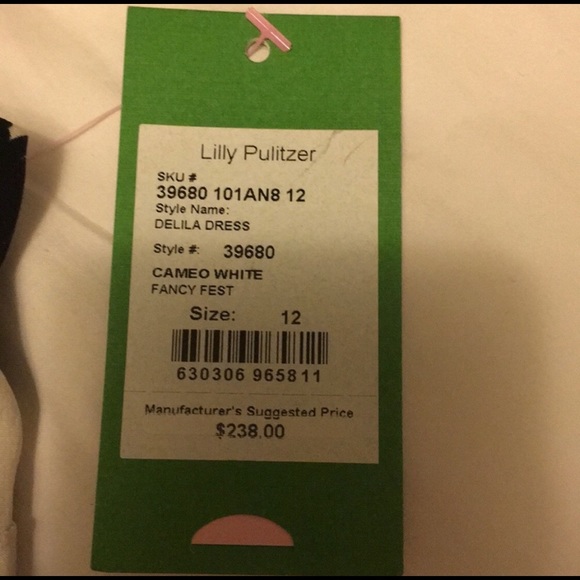 Lilly Pulitzer
SKU #
39680 101AN8 12
Style Name:
DELILA DRESS
Style #: 39680
CAMEO WHITE
FANCY FEST
Size: 12
630306 965811
Manufacturer's Suggested Price
$238.00